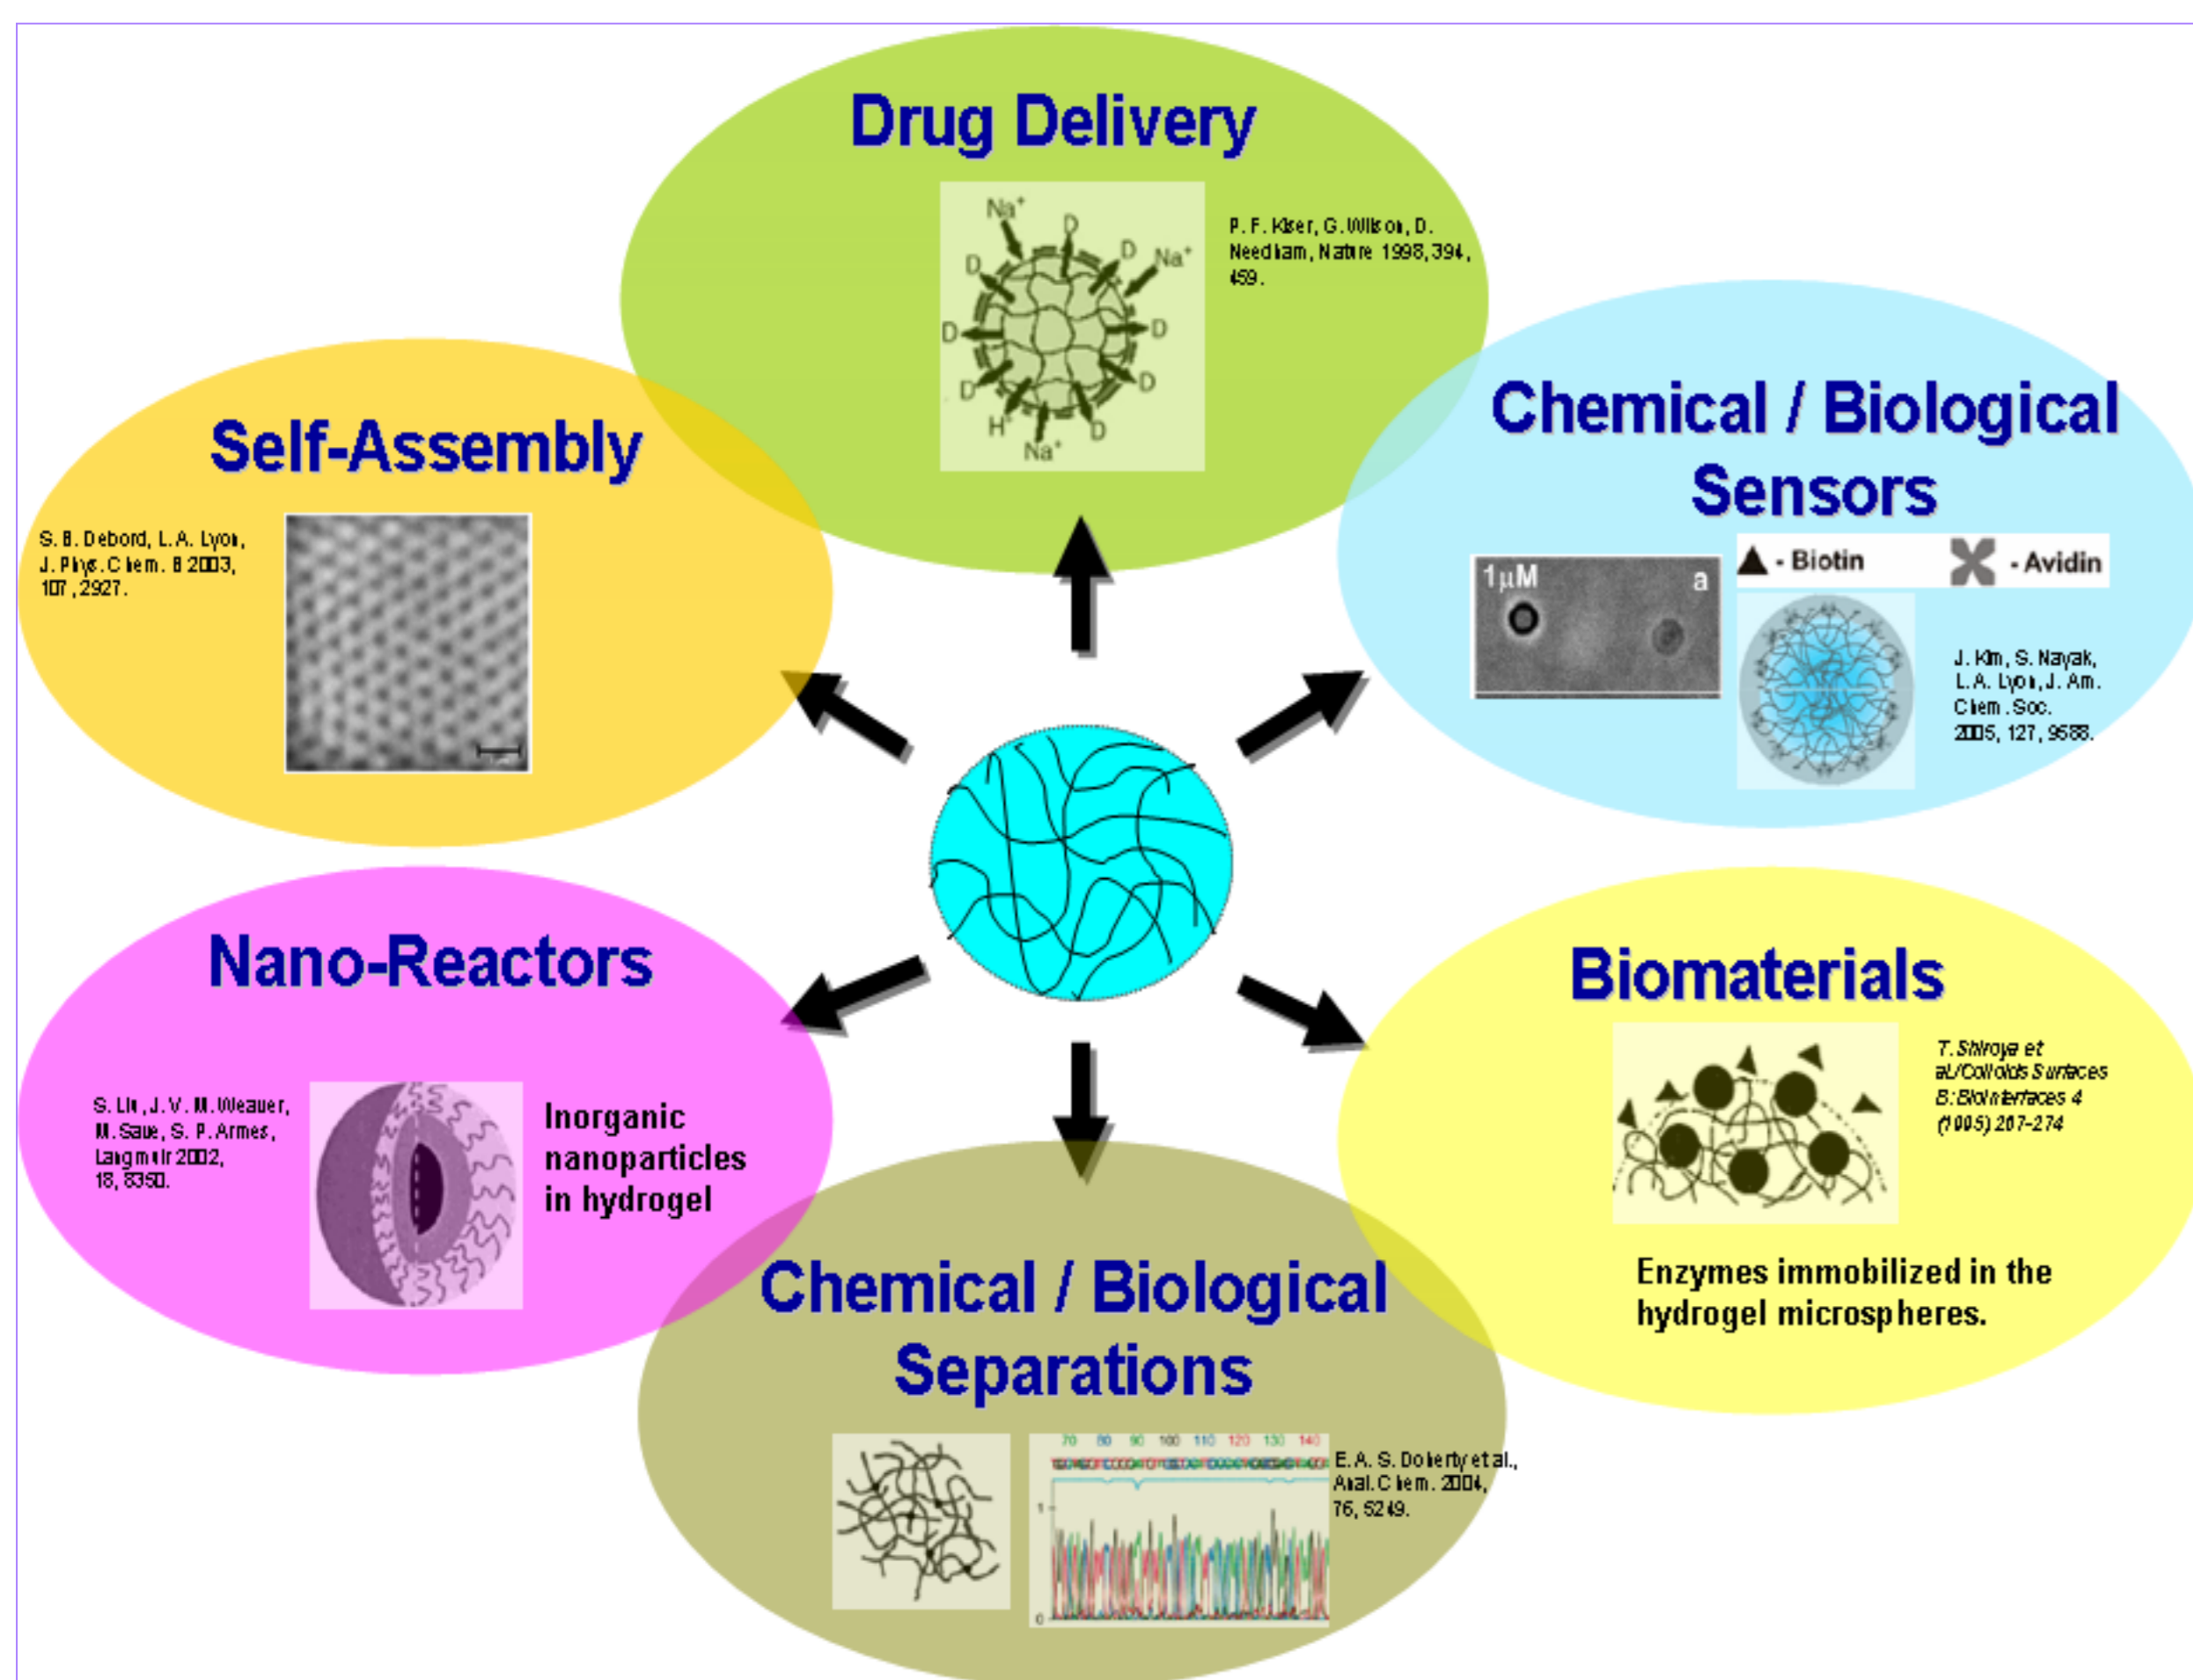 Drug Delivery
Na⁺
D
D
D
Na⁺
D
D
D
D
H⁺
D
Na⁺
P. F. Kiser, G. Wilson, D.
Needham, Nature 1998, 394,
459.
Self-Assembly
S. B. Debord, L.A. Lyon,
J. Phys. Chem. B 2003,
107, 2927.
Chemical / Biological
Sensors
1μM
a
- Biotin
- Avidin
J. Kim, S. Nayak,
L.A. Lyon, J. Am.
Chem. Soc.
2005, 127, 9588.
Nano-Reactors
S. Liu, J. V. M. Weaver,
M. Save, S. P. Armes,
Langmuir 2002,
18, 8350.
Inorganic
nanoparticles
in hydrogel
Biomaterials
T. Shiroya et
al./Colloids Surfaces
B: Biointerfaces 4
(1995) 267-274
Enzymes immobilized in the
hydrogel microspheres.
Chemical / Biological
Separations
70 80 90 100 110 120 130 140
1
0
E. A. S. Doherty et al.,
Anal. Chem. 2004,
76, 5249.